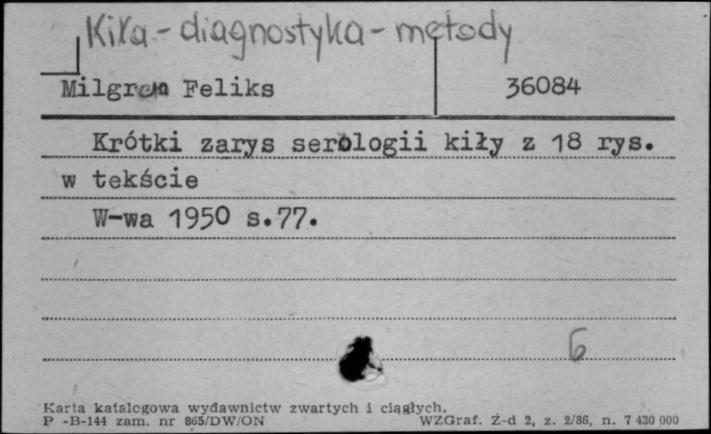 Kiła - diagnostyka - metody
Milgrom Feliks 36084
Krótki zarys serologii kiły z 18 rys.
w tekście
W-wa 1950 s.77.
6
Karta katalogowa wydawnictw zwartych i ciągłych.
P -B-144 zam. nr 865/DW/ON WZGraf. Ż-d 2, z. 2/86, n. 7 430 000